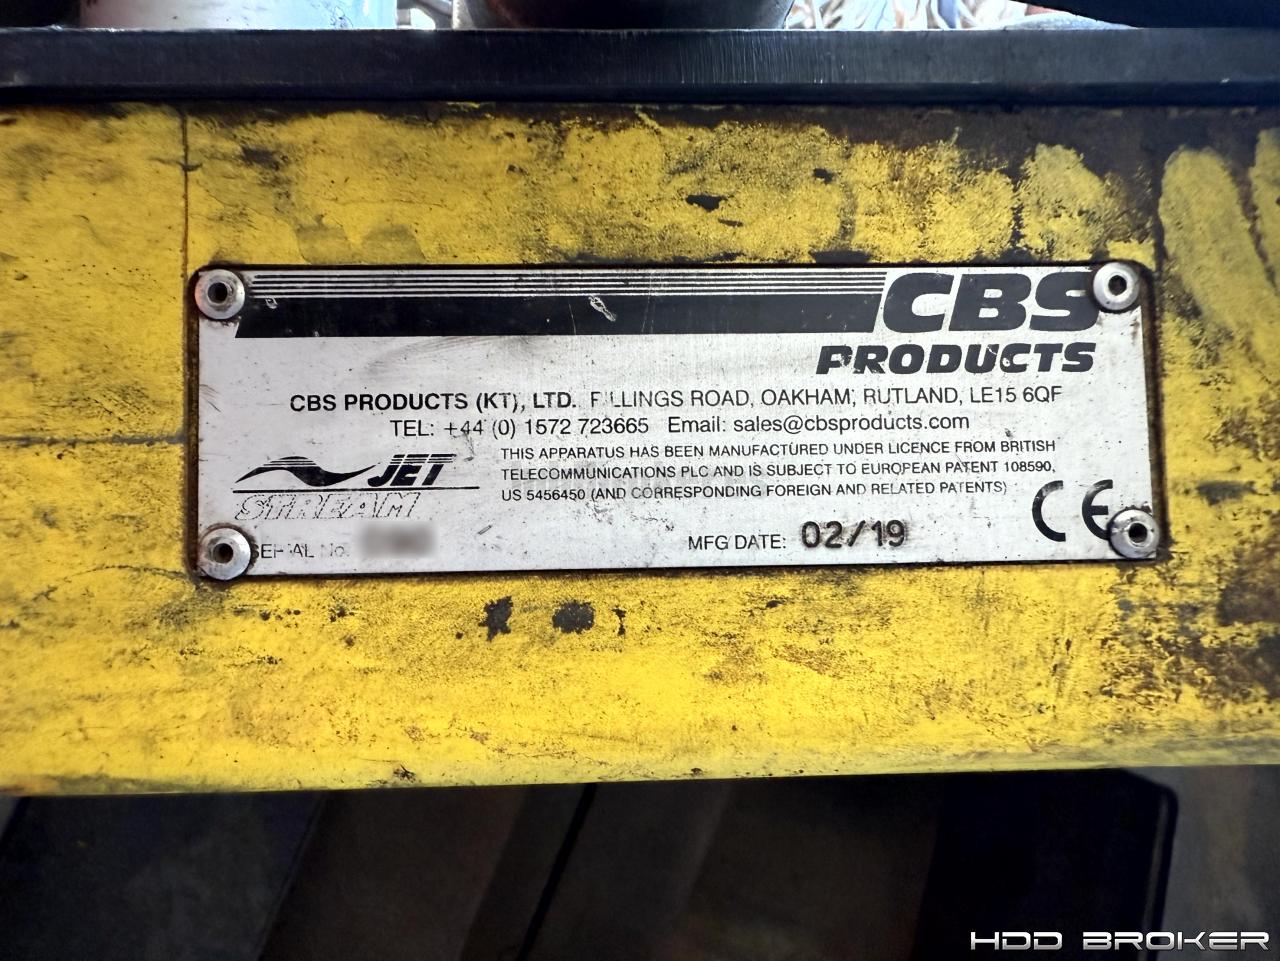 CBS
PRODUCTS
CBS PRODUCTS (KT), LTD. PILLINGS ROAD, OAKHAM, RUTLAND, LE15 6QF
TEL: +44 (0) 1572 723665 Email: sales@cbsproducts.com
THIS APPARATUS HAS BEEN MANUFACTURED UNDER LICENCE FROM BRITISH
TELECOMMUNICATIONS PLC AND IS SUBJECT TO EUROPEAN PATENT 108590,
US 5456450 (AND CORRESPONDING FOREIGN AND RELATED PATENTS)
JET
STREAM
CE
SERIAL No.
MFG DATE: 02/19
HDD BROKER